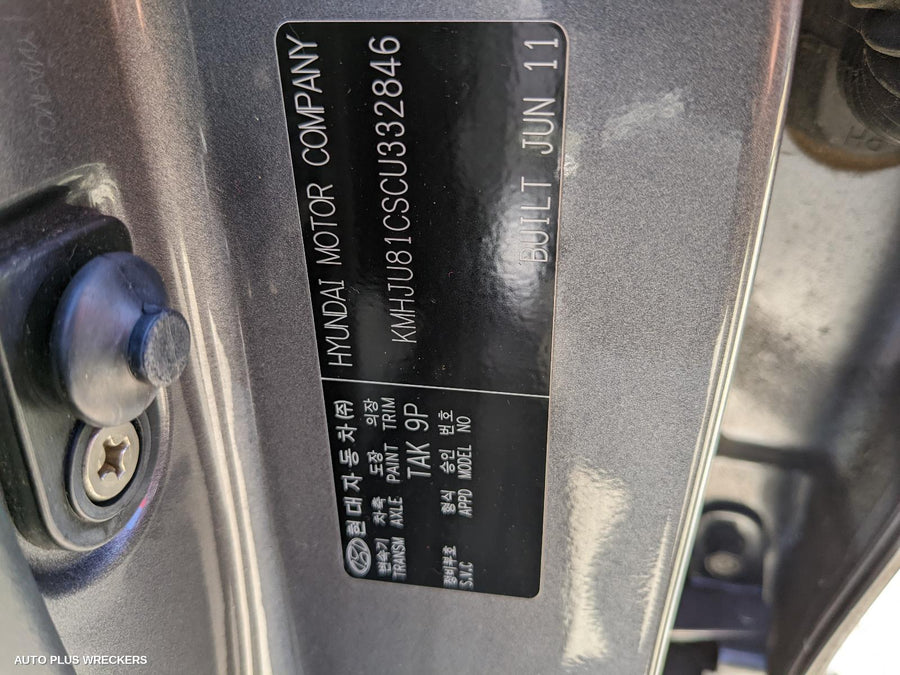 HYUNDAI MOTOR COMPANY
KMHJU81CSCU332846
BUILT JUN 11
현대자동차(주)
변속기 차축 도장 의장
TRANSM AXLE PAINT TRIM
TAK 9P
형식 승인 번호
APPD MODEL NO
장비부호
S.V.C
AUTO PLUS WRECKERS